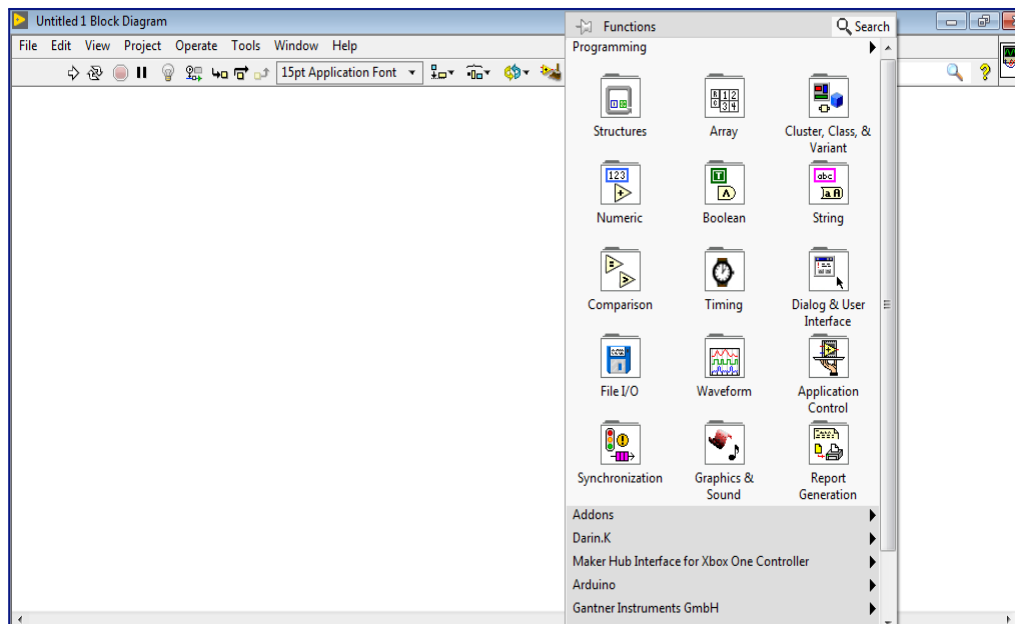 Untitled 1 Block Diagram
File Edit View Project Operate Tools Window Help
15pt Application Font
Functions
Search
Programming
Structures
Array
Cluster, Class, &
Variant
123
abc
Numeric
Boolean
String
Comparison
Timing
Dialog & User
Interface
File I/O
Waveform
Application
Control
Synchronization
Graphics &
Sound
Report
Generation
Addons
Darin.K
Maker Hub Interface for Xbox One Controller
Arduino
Gantner Instruments GmbH